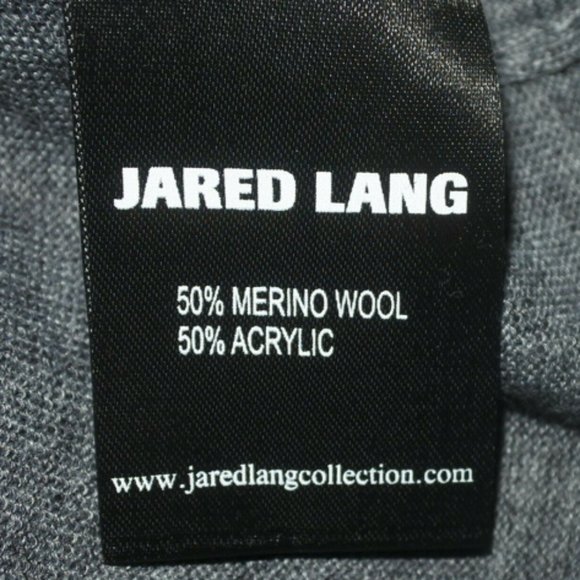 JARED LANG
50% MERINO WOOL
50% ACRYLIC
www.jaredlangcollection.com